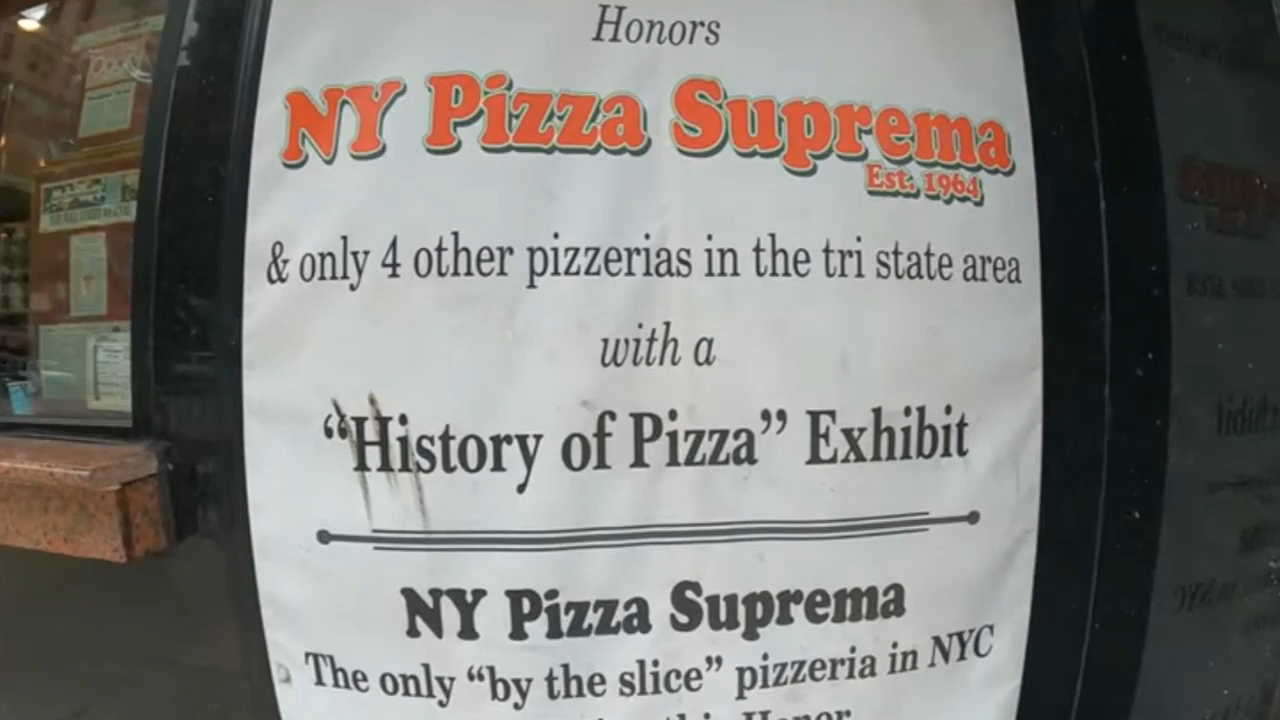 Honors
NY Pizza Suprema
Est. 1964
& only 4 other pizzerias in the tri state area
with a
“History of Pizza” Exhibit
NY Pizza Suprema
The only “by the slice” pizzeria in NYC
Honor